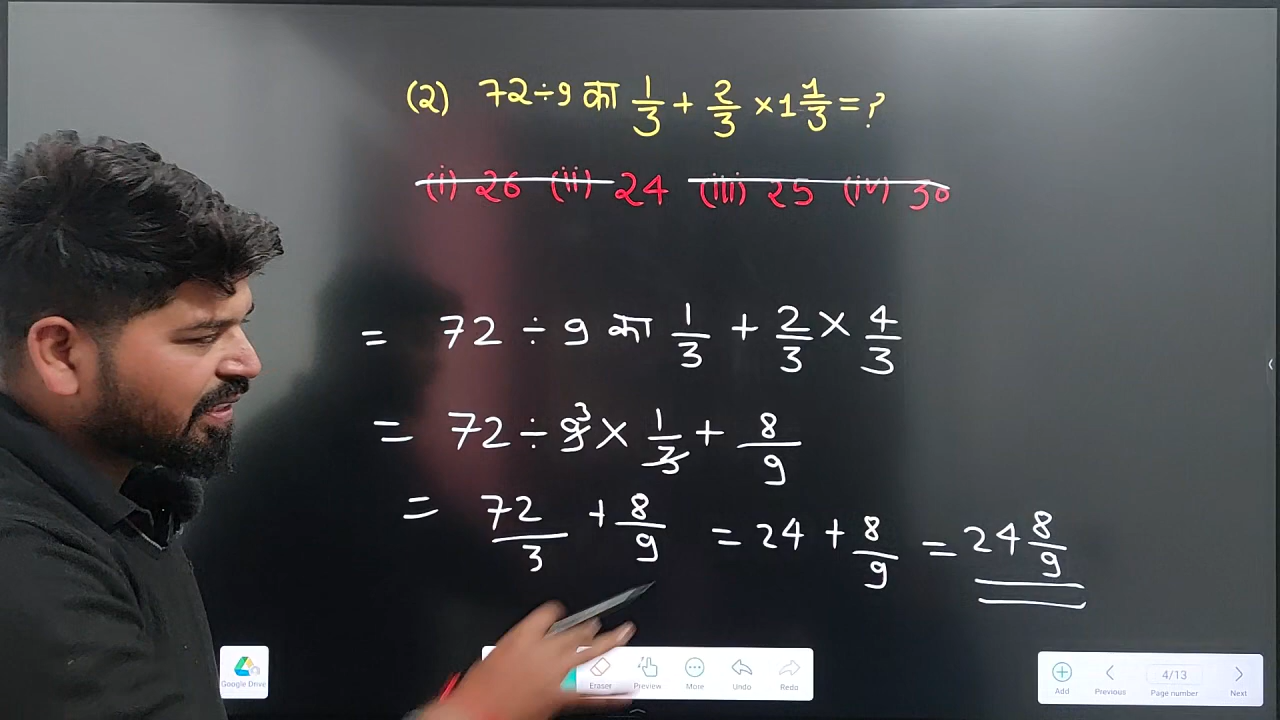 (2) 72÷9 का 1/3 + 2/3 × 1 1/3 = ?
(i) 26 (ii) 24 (iii) 25 (iv) 30
= 72 ÷ 9 का 1/3 + 2/3 × 4/3
= 72 ÷ 9 3 × 1/3 + 8/9
= 72/3 + 8/9 = 24 + 8/9 = 24 8/9
Google Drive
Eraser Preview More Undo Redo
Add Previous 4/13 Page number Next